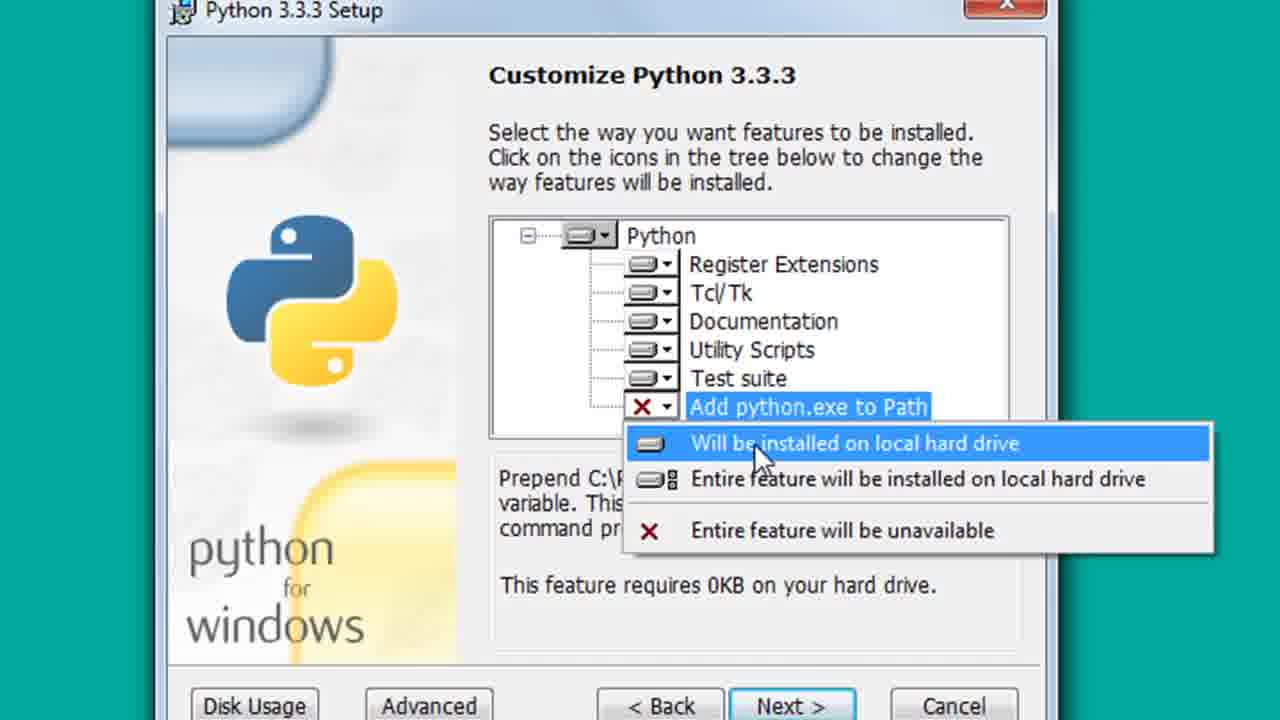 Python 3.3.3 Setup
Customize Python 3.3.3
Select the way you want features to be installed.
Click on the icons in the tree below to change the
way features will be installed.
Python
Register Extensions
Tcl/Tk
Documentation
Utility Scripts
Test suite
Add python.exe to Path
Will be installed on local hard drive
Entire feature will be installed on local hard drive
Entire feature will be unavailable
Prepend C:\
variable. This
command
This feature requires 0KB on your hard drive.
python
for
windows
Disk Usage
Advanced
< Back
Next >
Cancel